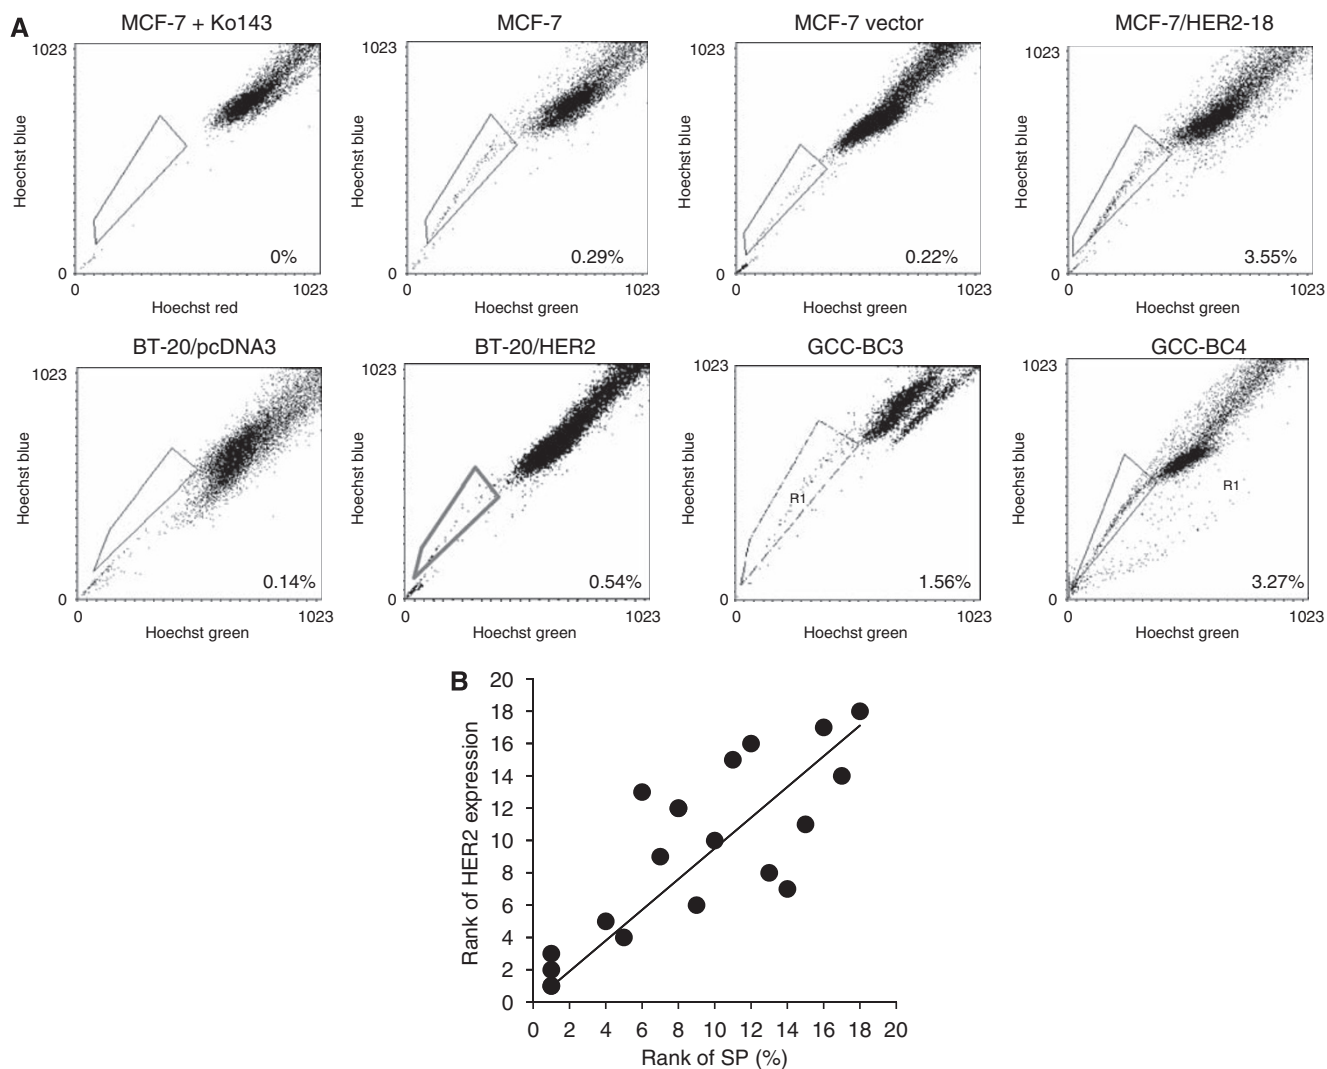 A
MCF-7 + Ko143
MCF-7
MCF-7 vector
MCF-7/HER2-18
1023
Hoechst blue
0%
0
0
1023
Hoechst red
1023
Hoechst blue
0.29%
0
0
1023
Hoechst green
1023
Hoechst blue
0.22%
0
0
1023
Hoechst green
1023
Hoechst blue
3.55%
0
0
1023
Hoechst green
BT-20/pcDNA3
BT-20/HER2
GCC-BC3
GCC-BC4
1023
Hoechst blue
0.14%
0
0
1023
Hoechst green
1023
Hoechst blue
0.54%
0
0
1023
Hoechst green
1023
Hoechst blue
R1
1.56%
0
0
1023
Hoechst green
1023
Hoechst blue
R1
3.27%
0
0
1023
Hoechst green
B
20
18
16
14
12
10
8
6
4
2
0
Rank of HER2 expression
0 2 4 6 8 10 12 14 16 18 20
Rank of SP (%)